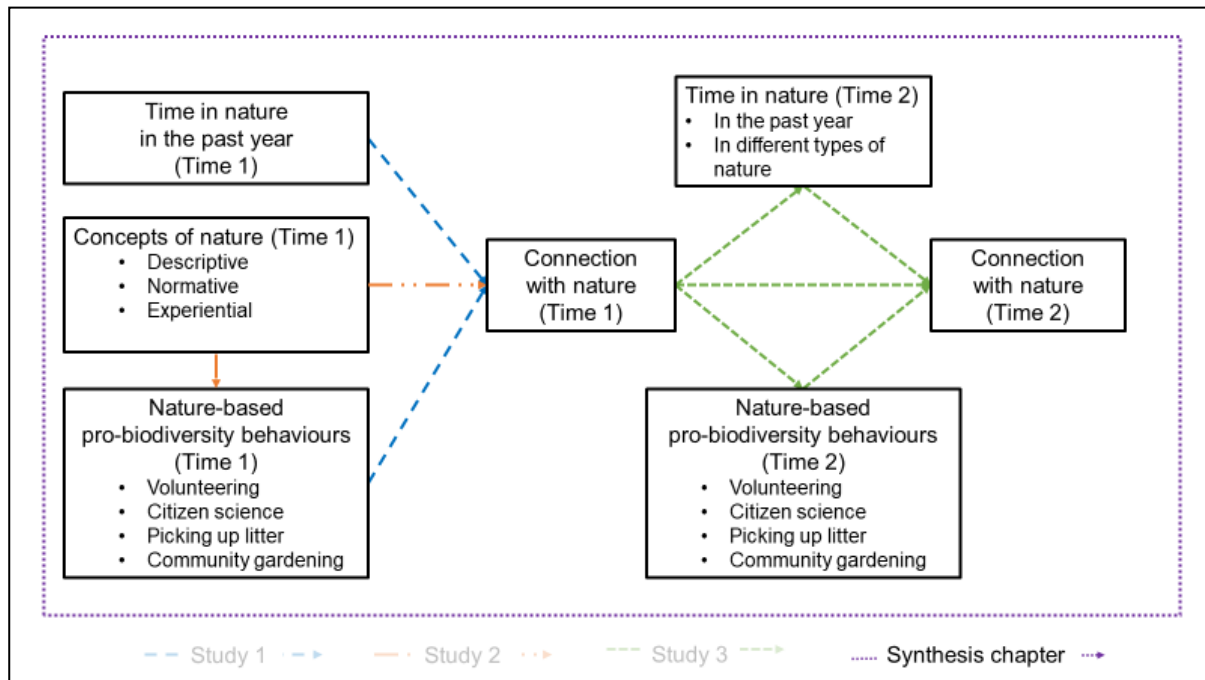 Time in nature
in the past year
(Time 1)
Concepts of nature (Time 1)
• Descriptive
• Normative
• Experiential
Nature-based
pro-biodiversity behaviours
(Time 1)
• Volunteering
• Citizen science
• Picking up litter
• Community gardening
Connection
with nature
(Time 1)
Time in nature (Time 2)
• In the past year
• In different types of
nature
Nature-based
pro-biodiversity behaviours
(Time 2)
• Volunteering
• Citizen science
• Picking up litter
• Community gardening
Connection
with nature
(Time 2)
Study 1
Study 2
Study 3
Synthesis chapter